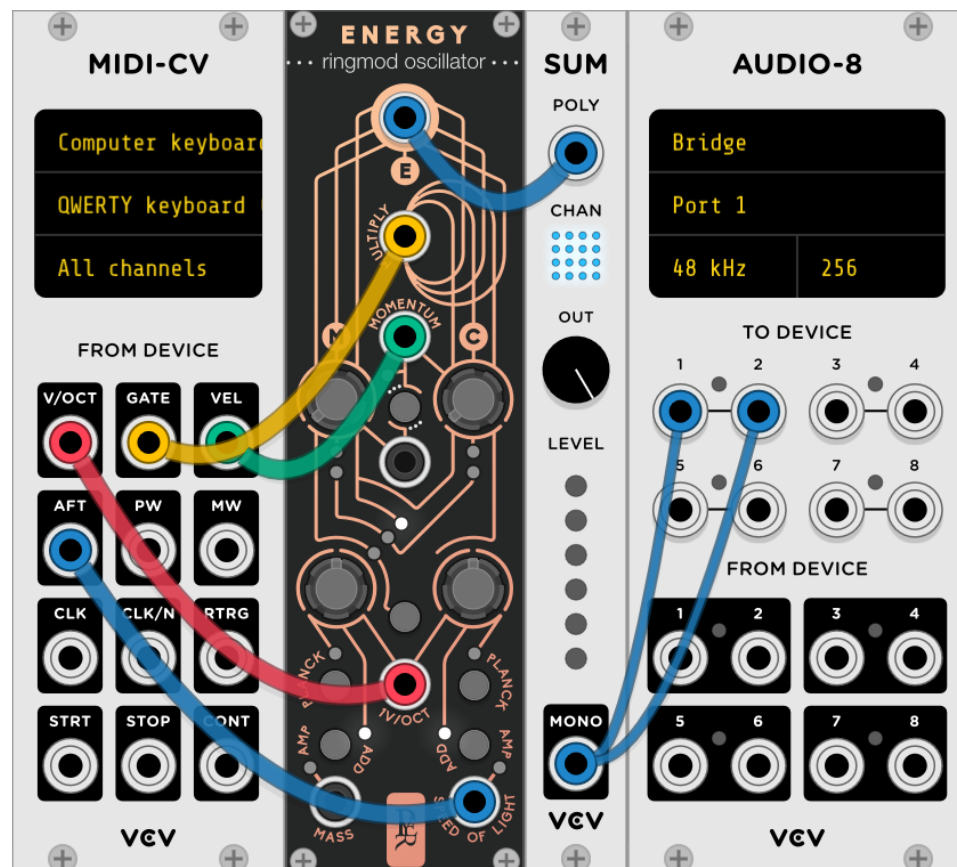 MIDI-CV
Computer keyboard
QWERTY keyboard
All channels
FROM DEVICE
V/OCT GATE VEL
AFT PW MW
CLK CLK/N RTRG
STRT STOP CONT
VCV
ENERGY
ringmod oscillator
E
MULTIPLY
MOMENTUM
M C
PLANCK PLANCK
1V/OCT
AMP ADD ADD AMP
MASS SPEED OF LIGHT
SUM
POLY
CHAN
OUT
LEVEL
MONO
VCV
AUDIO-8
Bridge
Port 1
48 kHz 256
TO DEVICE
1 2 3 4
5 6 7 8
FROM DEVICE
1 2 3 4
5 6 7 8
VCV